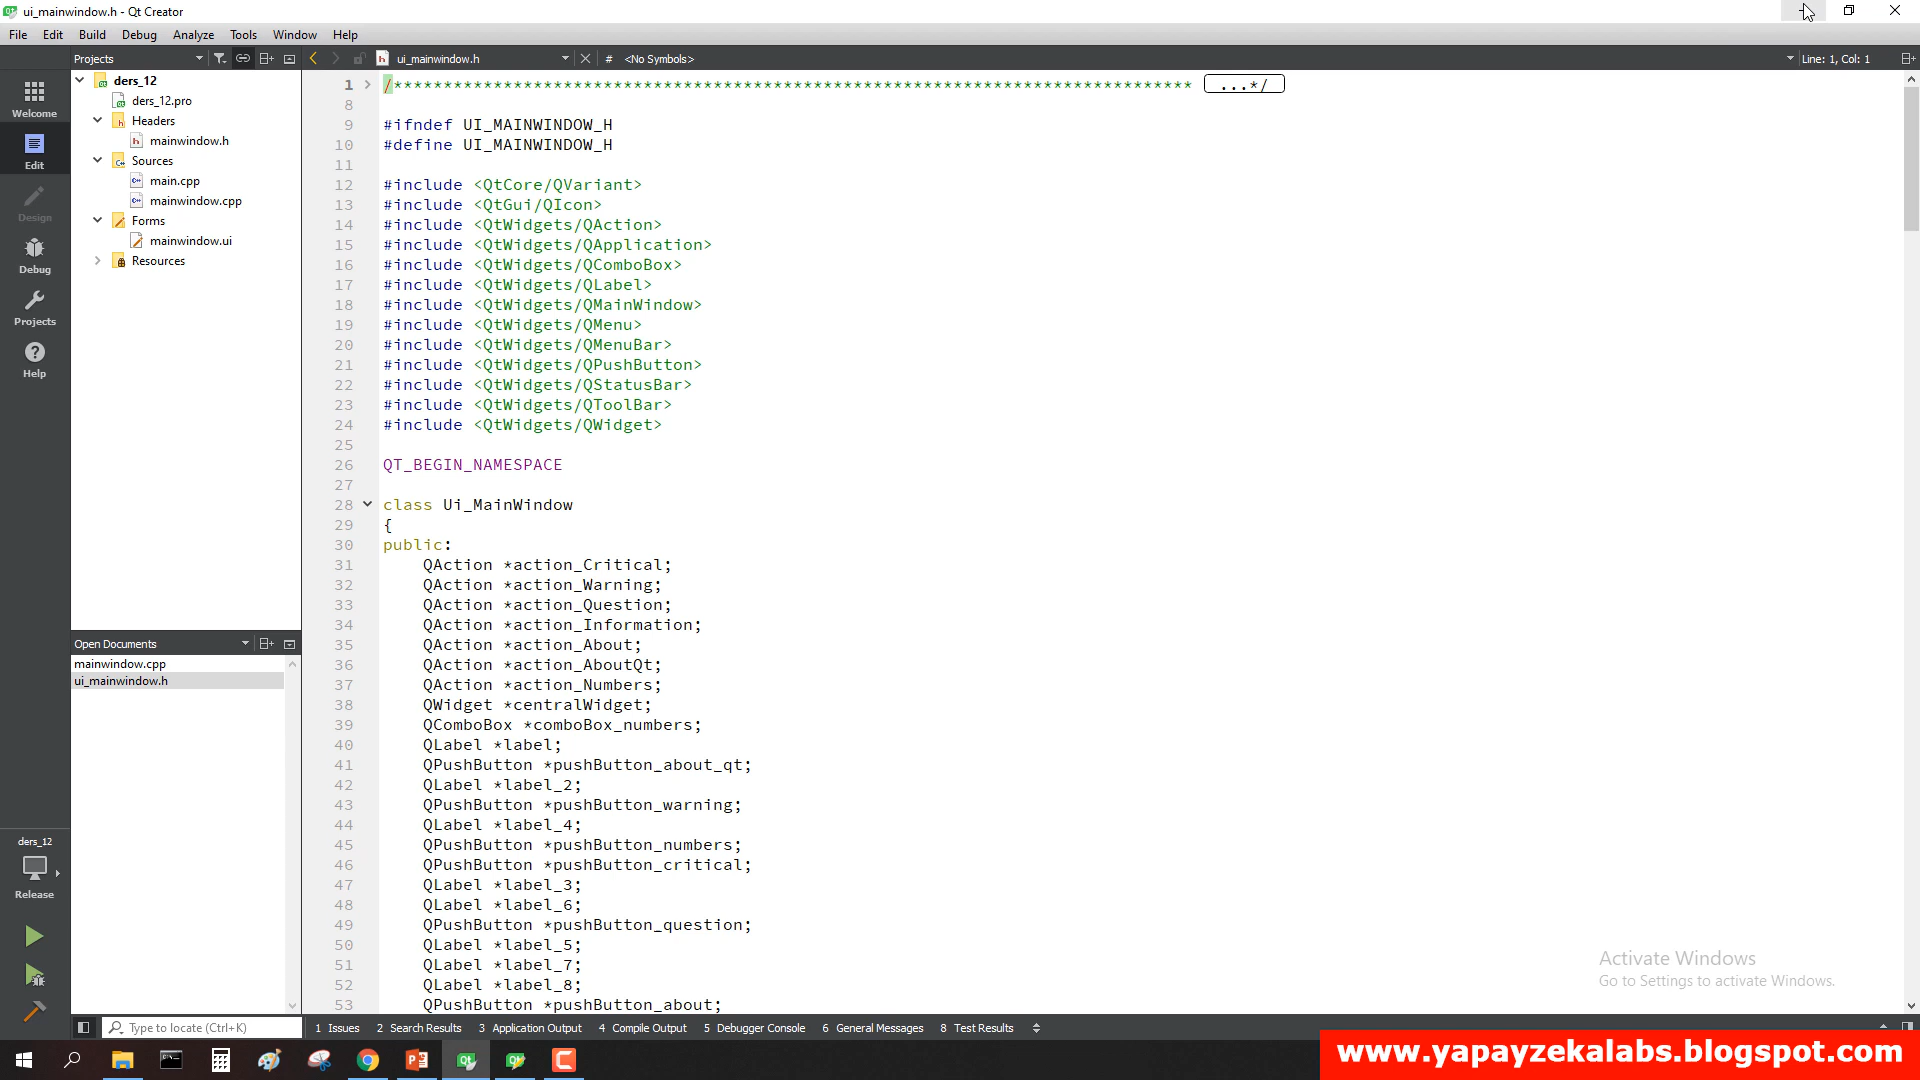 ui_mainwindow.h - Qt Creator
File Edit Build Debug Analyze Tools Window Help
Projects
ui_mainwindow.h
# <No Symbols>
Line: 1, Col: 1
Welcome
Edit
Design
Debug
Projects
Help
ders_12
ders_12.pro
Headers
mainwindow.h
Sources
main.cpp
mainwindow.cpp
Forms
mainwindow.ui
Resources
Open Documents
mainwindow.cpp
ui_mainwindow.h
ders_12
Release
1 /******************************************************************************** ...*/
8
9 #ifndef UI_MAINWINDOW_H
10 #define UI_MAINWINDOW_H
11
12 #include <QtCore/QVariant>
13 #include <QtGui/QIcon>
14 #include <QtWidgets/QAction>
15 #include <QtWidgets/QApplication>
16 #include <QtWidgets/QComboBox>
17 #include <QtWidgets/QLabel>
18 #include <QtWidgets/QMainWindow>
19 #include <QtWidgets/QMenu>
20 #include <QtWidgets/QMenuBar>
21 #include <QtWidgets/QPushButton>
22 #include <QtWidgets/QStatusBar>
23 #include <QtWidgets/QToolBar>
24 #include <QtWidgets/QWidget>
25
26 QT_BEGIN_NAMESPACE
27
28 class Ui_MainWindow
29 {
30 public:
31 QAction *action_Critical;
32 QAction *action_Warning;
33 QAction *action_Question;
34 QAction *action_Information;
35 QAction *action_About;
36 QAction *action_AboutQt;
37 QAction *action_Numbers;
38 QWidget *centralWidget;
39 QComboBox *comboBox_numbers;
40 QLabel *label;
41 QPushButton *pushButton_about_qt;
42 QLabel *label_2;
43 QPushButton *pushButton_warning;
44 QLabel *label_4;
45 QPushButton *pushButton_numbers;
46 QPushButton *pushButton_critical;
47 QLabel *label_3;
48 QLabel *label_6;
49 QPushButton *pushButton_question;
50 QLabel *label_5;
51 QLabel *label_7;
52 QLabel *label_8;
53 QPushButton *pushButton_about;
Activate Windows
Go to Settings to activate Windows.
Type to locate (Ctrl+K)
1 Issues 2 Search Results 3 Application Output 4 Compile Output 5 Debugger Console 6 General Messages 8 Test Results
www.yapayzekalabs.blogspot.com